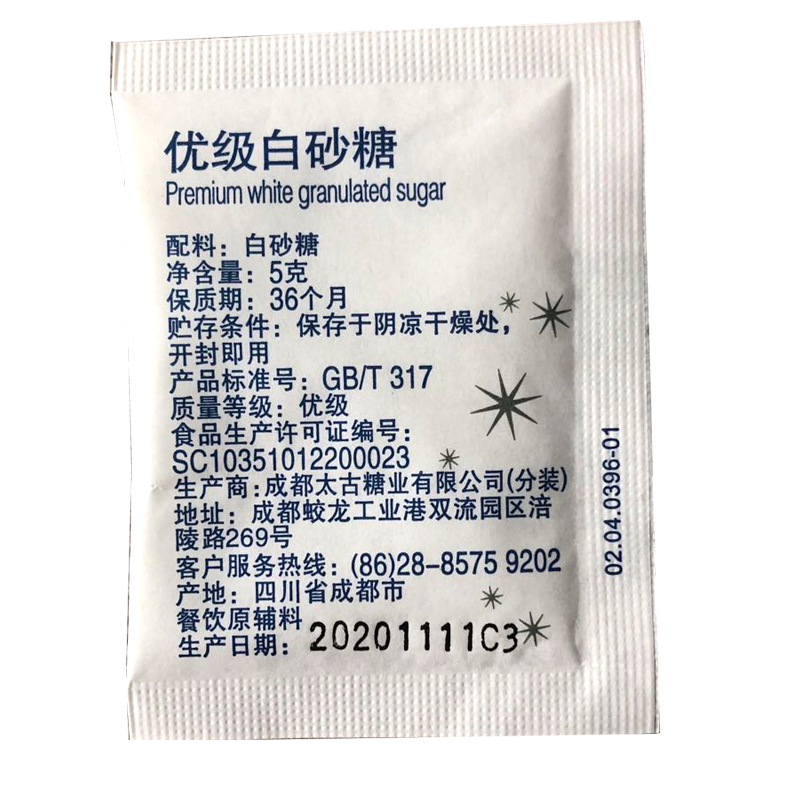 优级白砂糖
Premium white granulated sugar
配料：白砂糖
净含量：5克
保质期：36个月
贮存条件：保存于阴凉干燥处，
开封即用
产品标准号：GB/T 317
质量等级：优级
食品生产许可证编号：
SC10351012200023
生产商:成都太古糖业有限公司(分装)
地址：成都蛟龙工业港双流园区涪
陵路269号
客户服务热线：(86)28-8575 9202
产地：四川省成都市
餐饮原辅料
生产日期：20201111C3
02.04.0396-01